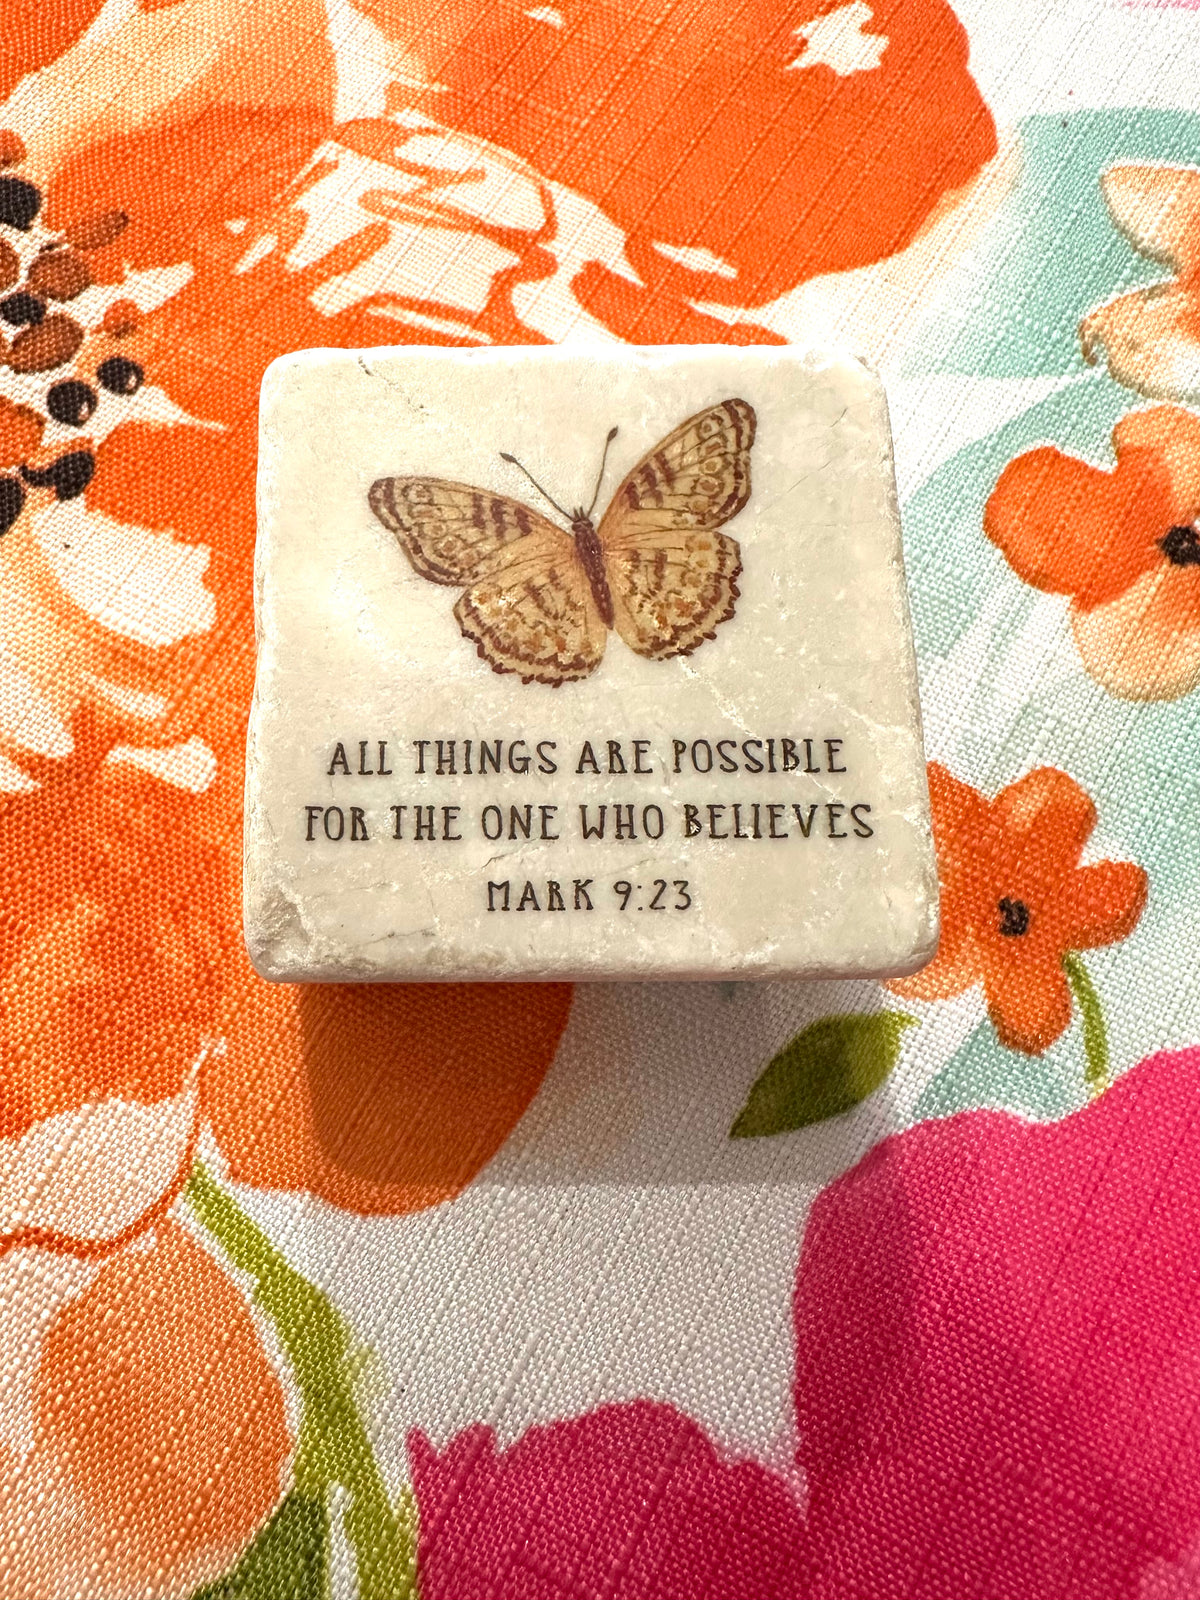 ALL THINGS ARE POSSIBLE
FOR THE ONE WHO BELIEVES
MARK 9:23